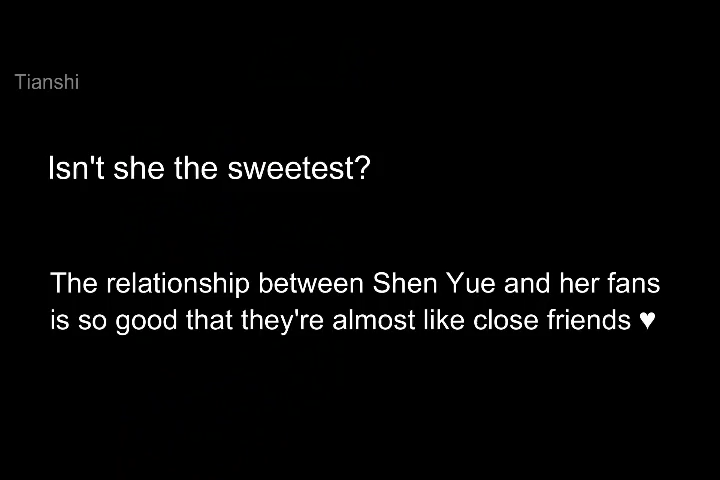 Tianshi
Isn't she the sweetest?
The relationship between Shen Yue and her fans
is so good that they're almost like close friends ♥